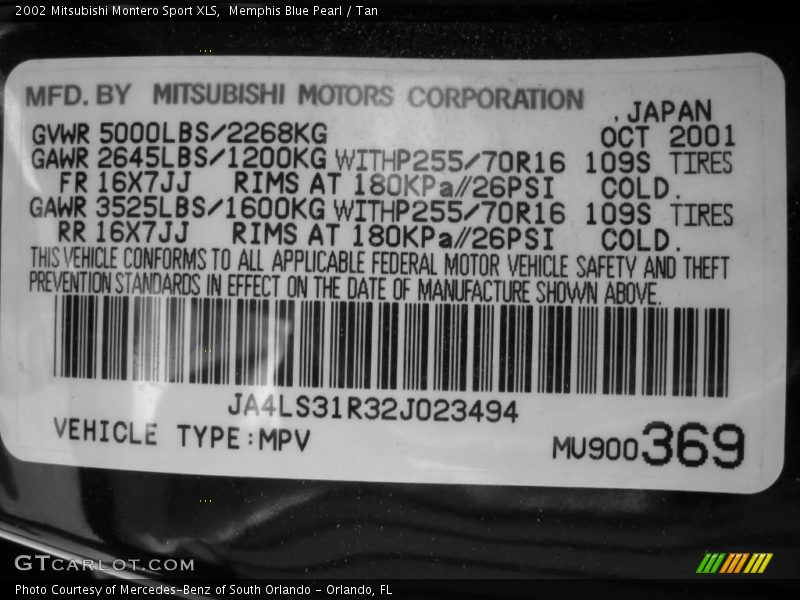 2002 Mitsubishi Montero Sport XLS,  Memphis Blue Pearl / Tan
MFD. BY MITSUBISHI MOTORS CORPORATION
,JAPAN
GVWR 5000LBS/2268KG OCT 2001
GAWR 2645LBS/1200KG WITHP255/70R16 109S TIRES
FR 16X7JJ RIMS AT 180KPa//26PSI COLD.
GAWR 3525LBS/1600KG WITHP255/70R16 109S TIRES
RR 16X7JJ RIMS AT 180KPa//26PSI COLD.
THIS VEHICLE CONFORMS TO ALL APPLICABLE FEDERAL MOTOR VEHICLE SAFETY AND THEFT
PREVENTION STANDARDS IN EFFECT ON THE DATE OF MANUFACTURE SHOWN ABOVE.
JA4LS31R32J023494
VEHICLE TYPE:MPV
MU900369
GTCARLOT.COM
Photo Courtesy of Mercedes-Benz of South Orlando - Orlando, FL